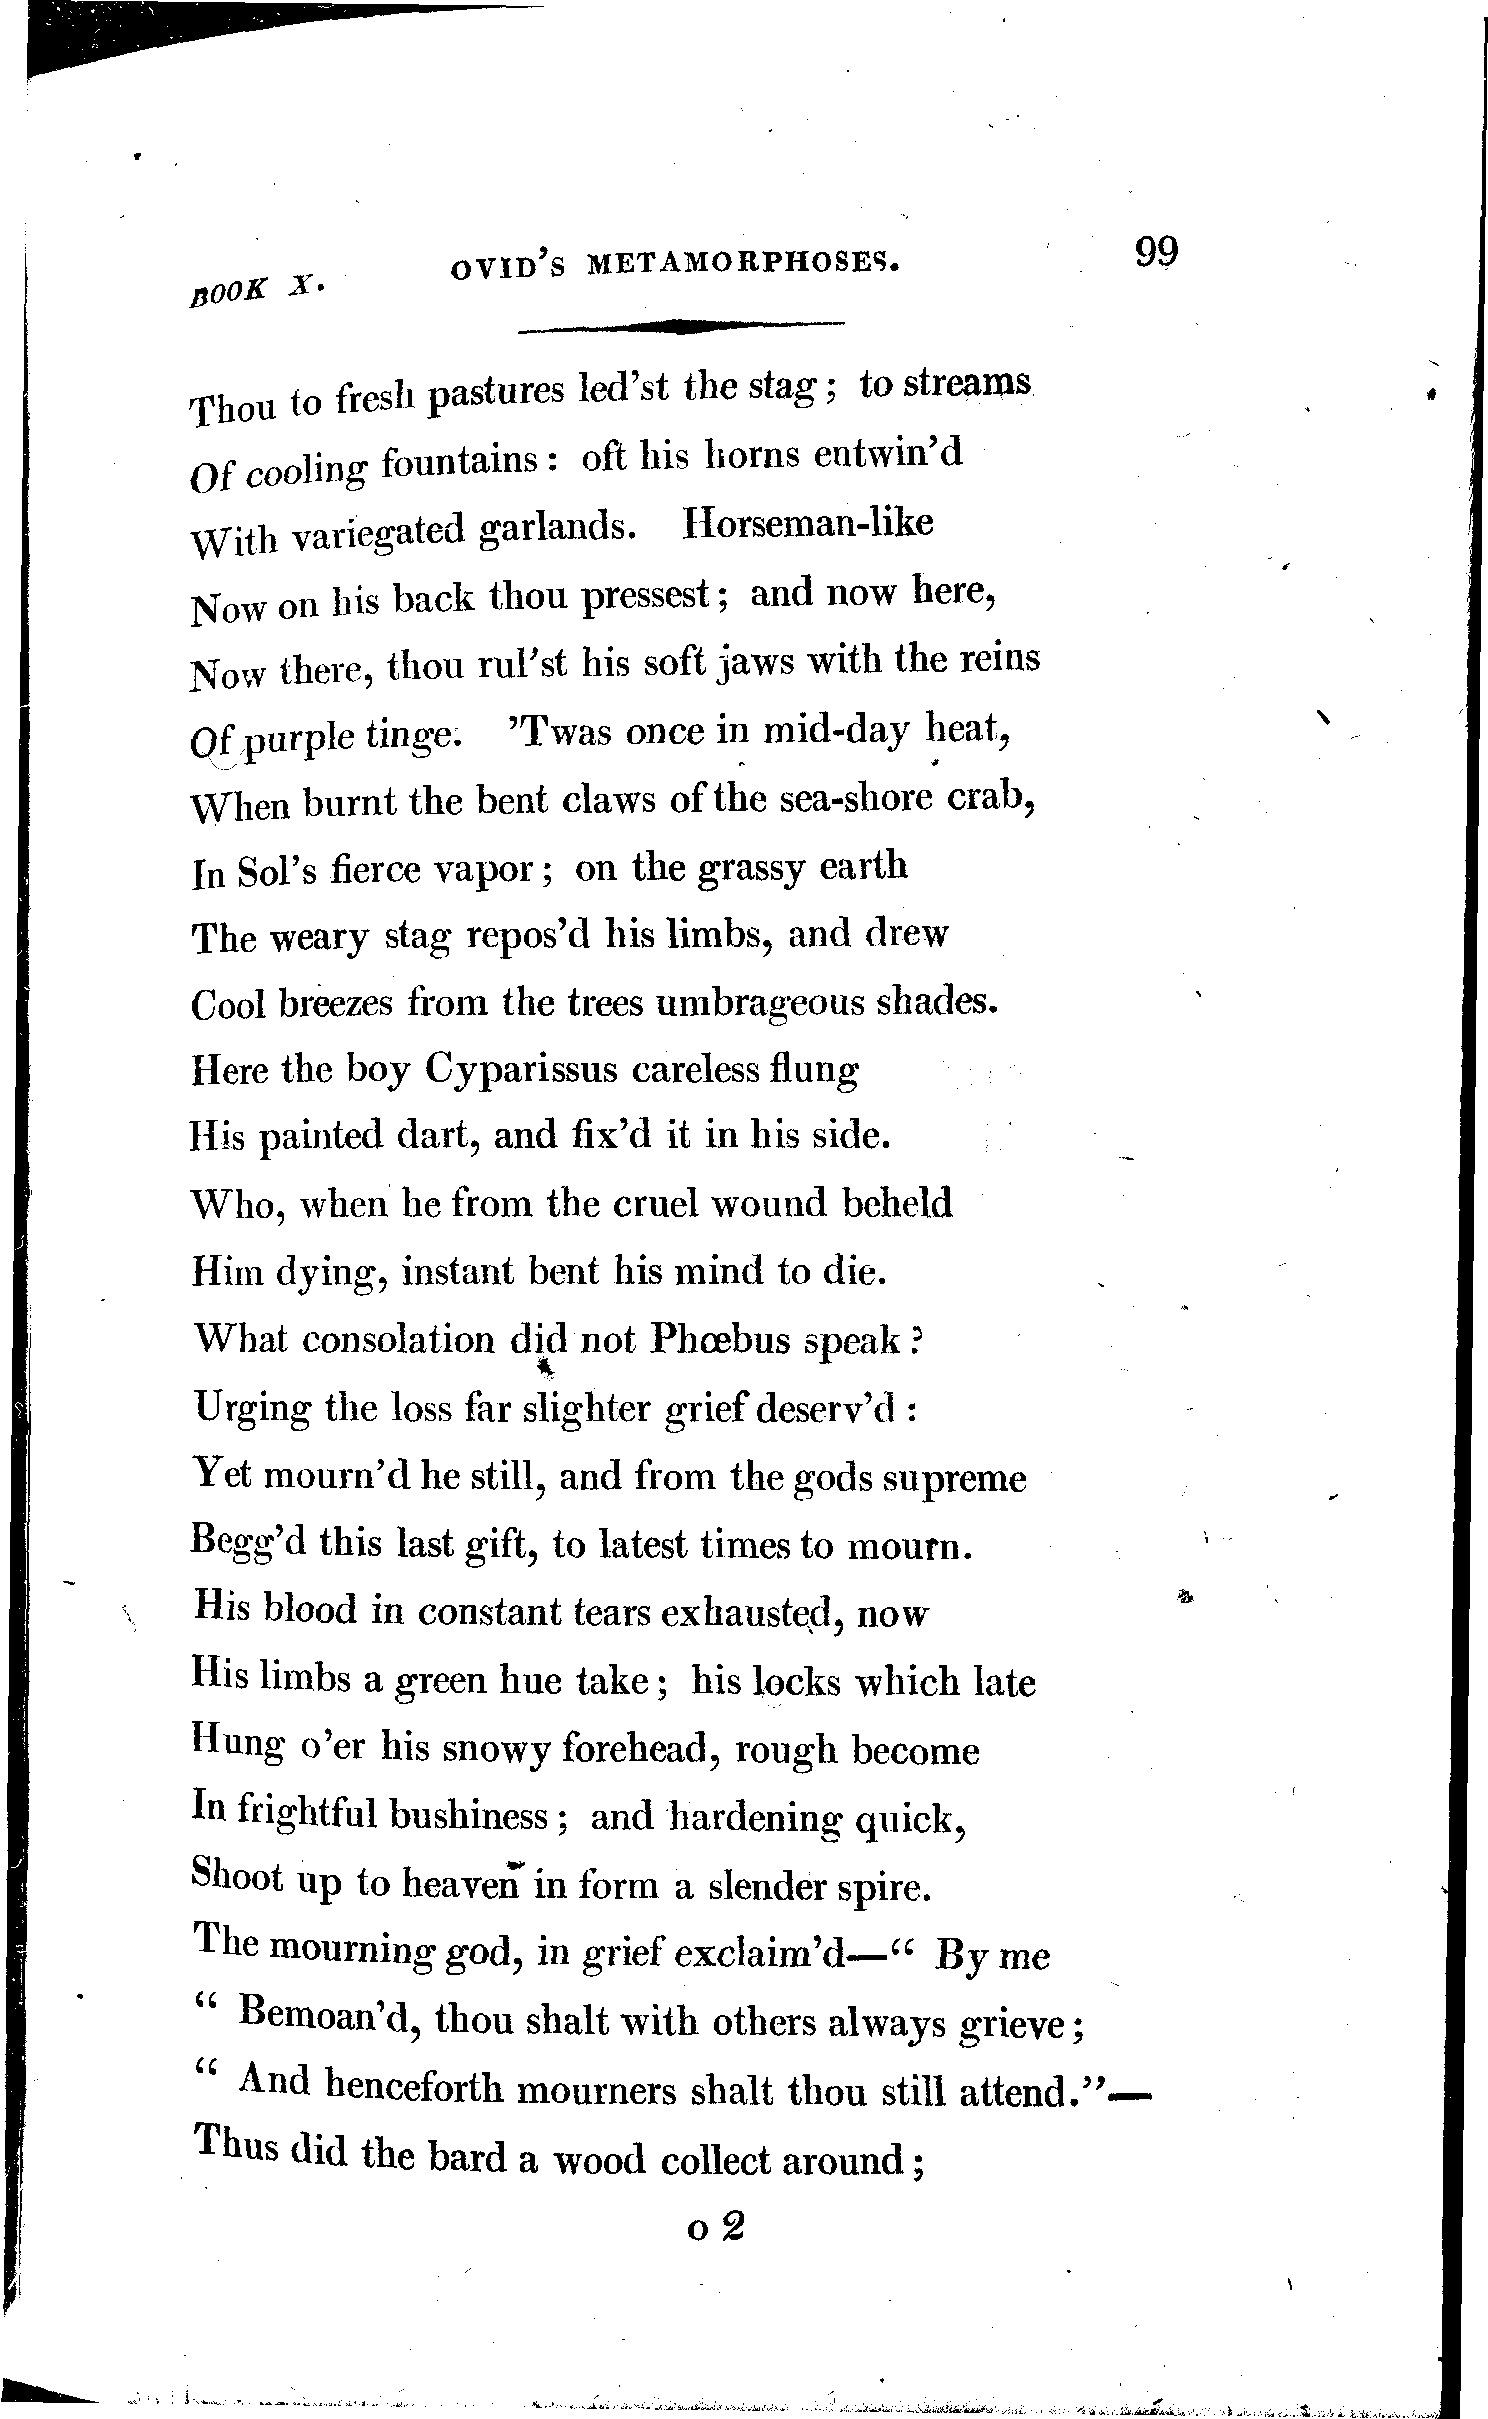 BOOK X. OVID'S METAMORPHOSES. 99
Thou to fresh pastures led'st the stag; to streams
Of cooling fountains: oft his horns entwin'd
With variegated garlands. Horseman-like
Now on his back thou pressest; and now here,
Now there, thou rul'st his soft jaws with the reins
Of purple tinge. 'Twas once in mid-day heat,
When burnt the bent claws of the sea-shore crab,
In Sol's fierce vapor; on the grassy earth
The weary stag repos'd his limbs, and drew
Cool breezes from the trees umbrageous shades.
Here the boy Cyparissus careless flung
His painted dart, and fix'd it in his side.
Who, when he from the cruel wound beheld
Him dying, instant bent his mind to die.
What consolation did not Phœbus speak?
Urging the loss far slighter grief deserv'd:
Yet mourn'd he still, and from the gods supreme
Begg'd this last gift, to latest times to mourn.
His blood in constant tears exhausted, now
His limbs a green hue take; his locks which late
Hung o'er his snowy forehead, rough become
In frightful bushiness; and hardening quick,
Shoot up to heaven in form a slender spire.
The mourning god, in grief exclaim'd—“ By me
“ Bemoan'd, thou shalt with others always grieve;
“ And henceforth mourners shalt thou still attend.”—
Thus did the bard a wood collect around;
o 2